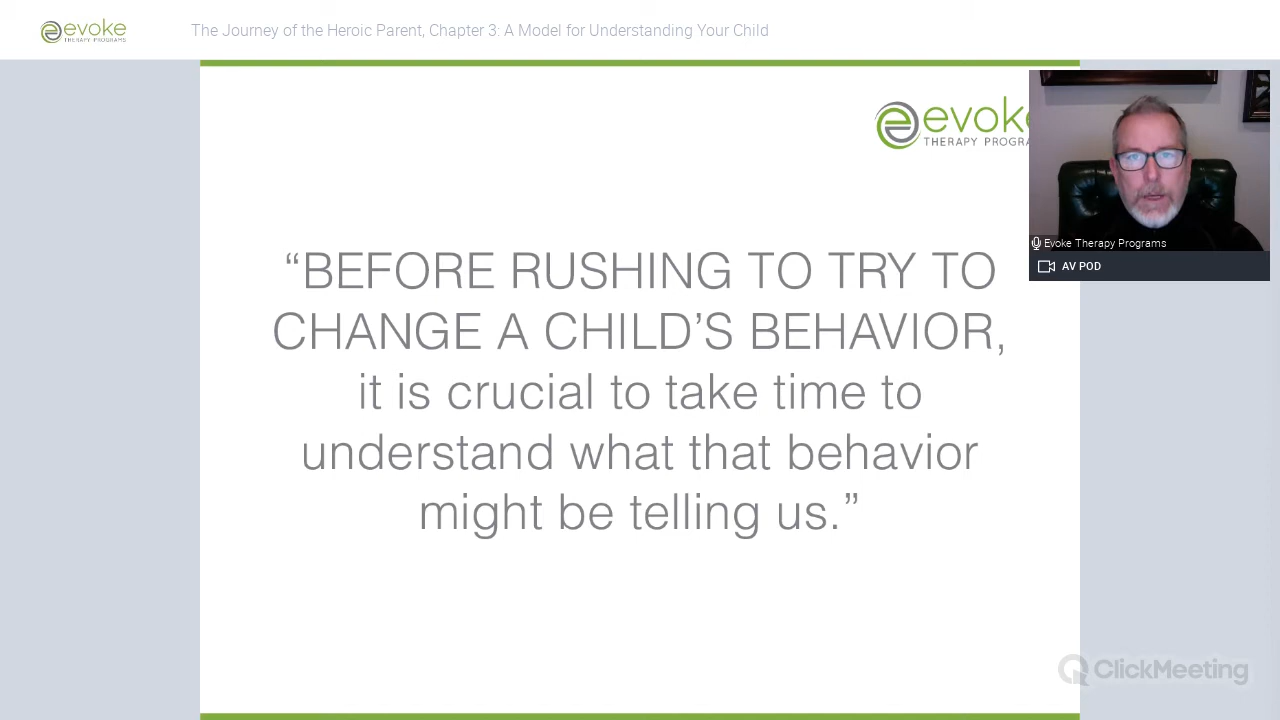 evoke
THERAPY PROGRAMS
The Journey of the Heroic Parent, Chapter 3: A Model for Understanding Your Child
evoke
THERAPY PROGRA
“BEFORE RUSHING TO TRY TO
CHANGE A CHILD’S BEHAVIOR,
it is crucial to take time to
understand what that behavior
might be telling us.”
Evoke Therapy Programs
AV POD
ClickMeeting